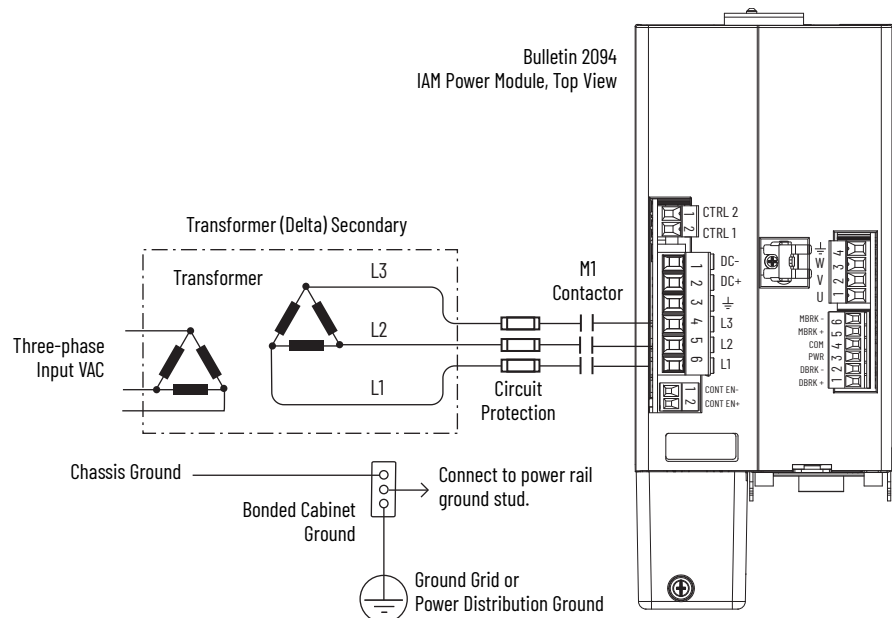 Bulletin 2094
IAM Power Module, Top View
Transformer (Delta) Secondary
Transformer
L3
L2
L1
Three-phase
Input VAC
M1
Contactor
Circuit
Protection
1 CTRL 2
2 CTRL 1
1 DC-
2 DC+
3
4 L3
5 L2
6 L1
1 CONT EN-
2 CONT EN+
4
W 3
V 2
U 1
MBRK - 6
MBRK + 5
COM 4
PWR 3
DBRK - 2
DBRK + 1
Chassis Ground
Bonded Cabinet
Ground
Connect to power rail
ground stud.
Ground Grid or
Power Distribution Ground